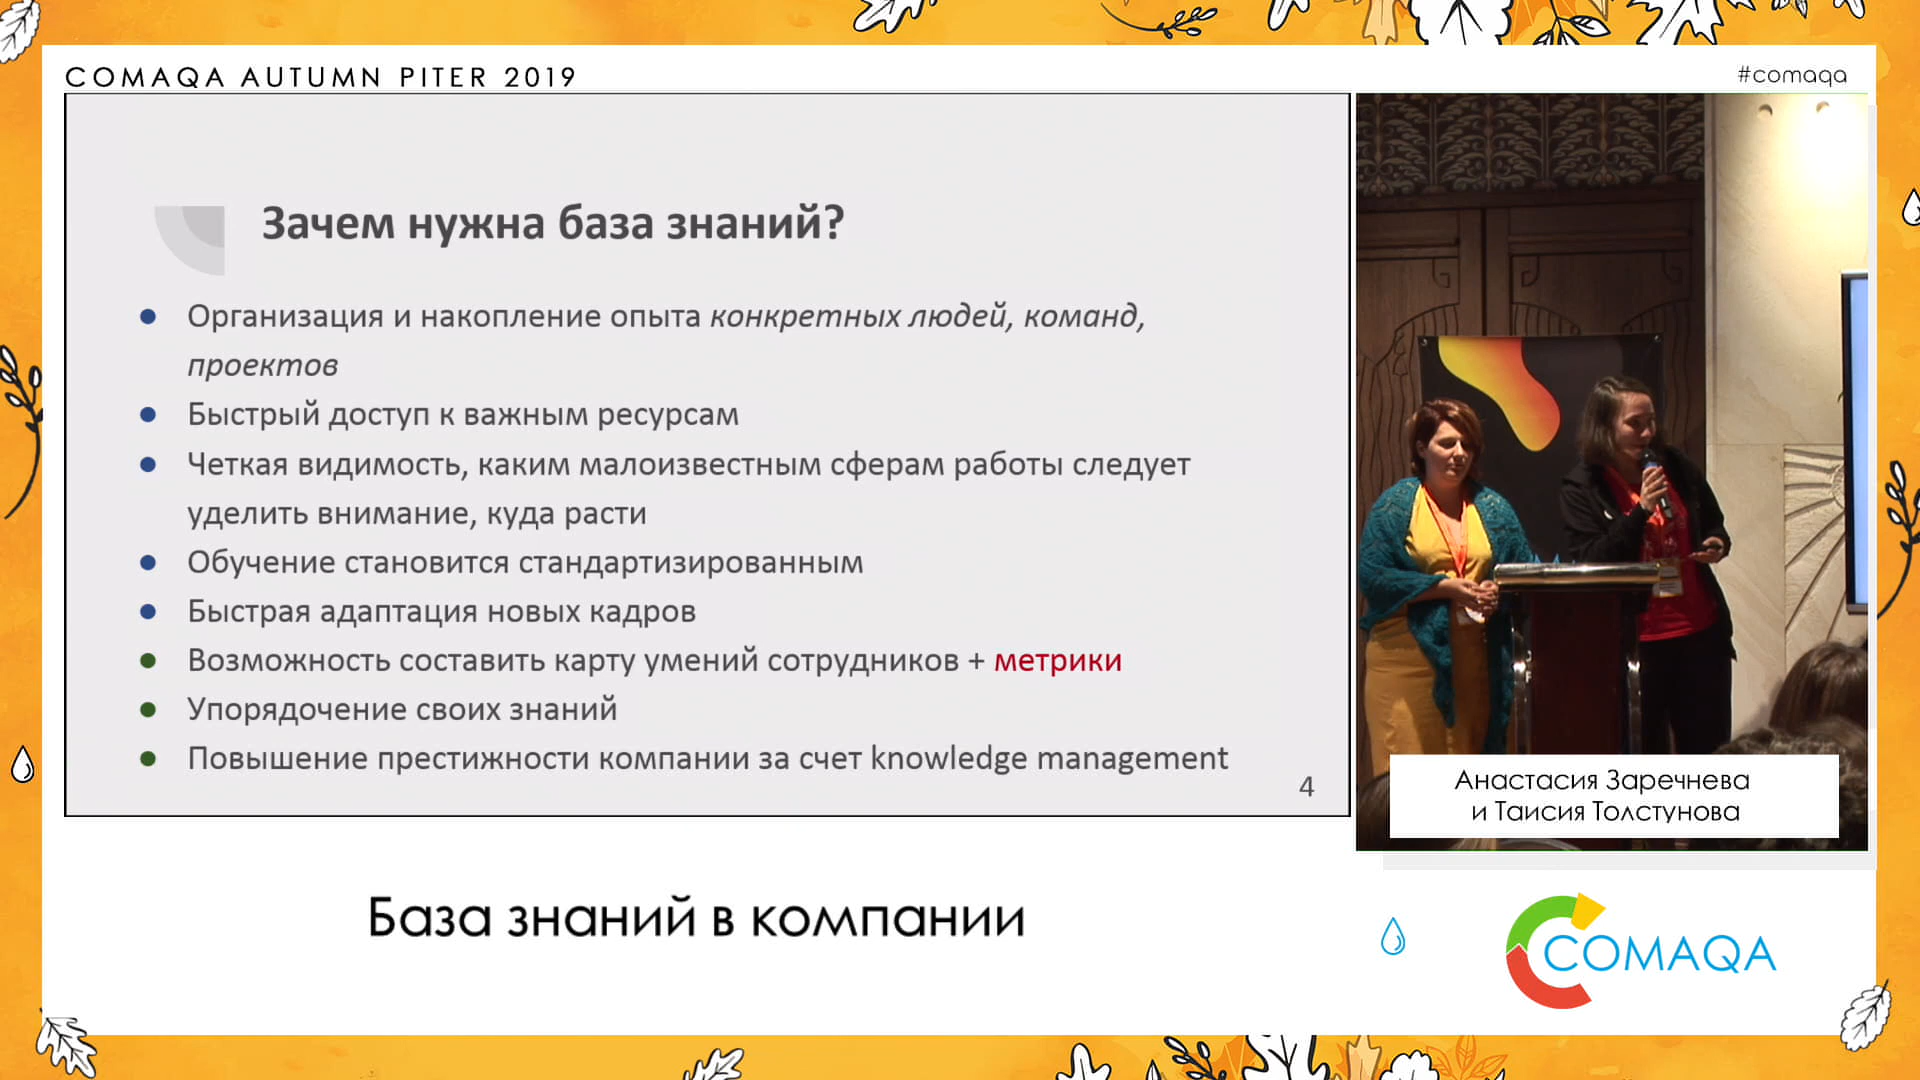 COMAQA AUTUMN PITER 2019
#comaqa
Зачем нужна база знаний?
Организация и накопление опыта конкретных людей, команд,
проектов
Быстрый доступ к важным ресурсам
Четкая видимость, каким малоизвестным сферам работы следует
уделить внимание, куда расти
Обучение становится стандартизированным
Быстрая адаптация новых кадров
Возможность составить карту умений сотрудников + метрики
Упорядочение своих знаний
Повышение престижности компании за счет knowledge management
4
Анастасия Заречнева
и Таисия Толстунова
База знаний в компании
COMAQA